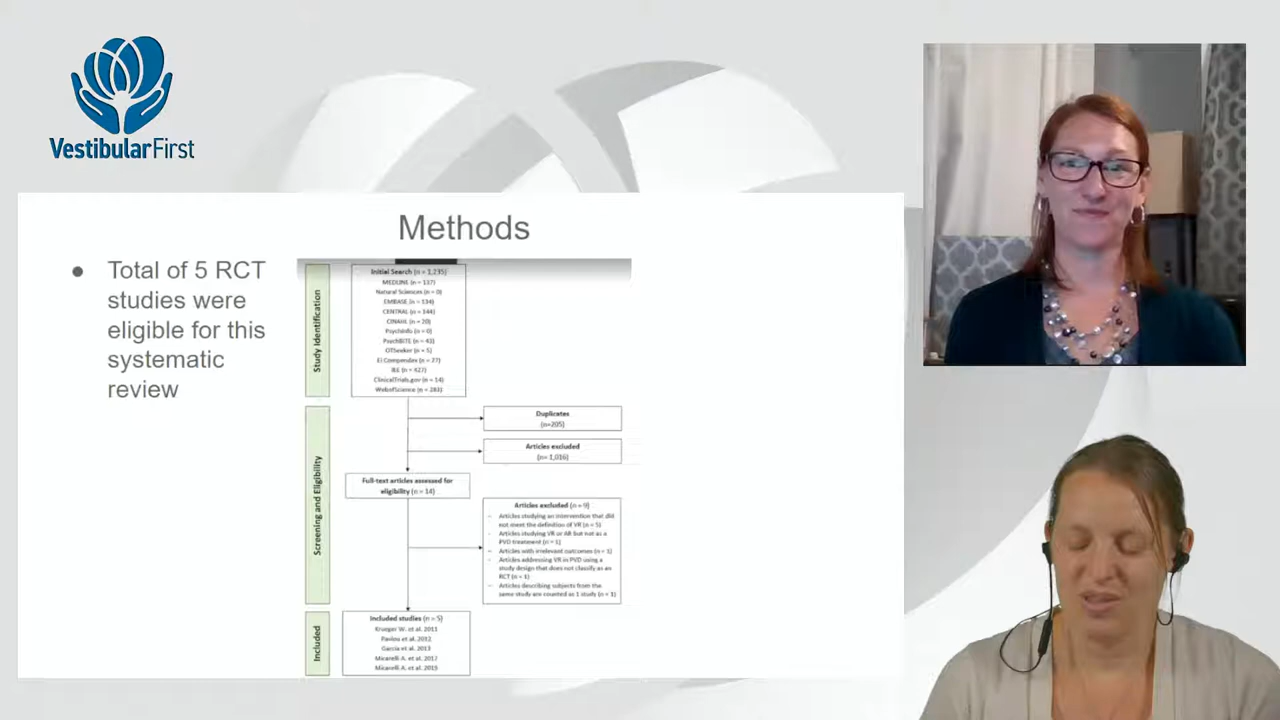 VestibularFirst
Methods
● Total of 5 RCT
studies were
eligible for this
systematic
review
Study Identification
Initial Search (n = 1,235)
MEDLINE (n = 137)
Natural Sciences (n = 0)
EMBASE (n = 134)
CENTRAL (n = 144)
CINAHL (n = 20)
PsychInfo (n = 0)
PsychBITE (n = 43)
OTSeeker (n = 5)
Ei Compendex (n = 27)
IEE (n = 427)
ClinicalTrials.gov (n = 14)
WebofScience (n = 283)
Screening and Eligibility
Duplicates
(n=205)
Articles excluded
(n= 1,016)
Full-text articles assessed for
eligibility (n = 14)
Articles excluded (n = 9)
- Articles studying an intervention that did
not meet the definition of VR (n = 5)
- Articles studying VR or AR but not as a
PVD treatment (n = 1)
- Articles with irrelevant outcomes (n = 1)
- Articles addressing VR in PVD using a
study design that does not classify as an
RCT (n = 1)
- Articles describing subjects from the
same study are counted as 1 study (n = 1)
Included
Included studies (n = 5)
Krueger W. et al. 2011
Pavlou et al. 2012
Garcia et al. 2013
Micarelli A. et al. 2017
Micarelli A. et al. 2019